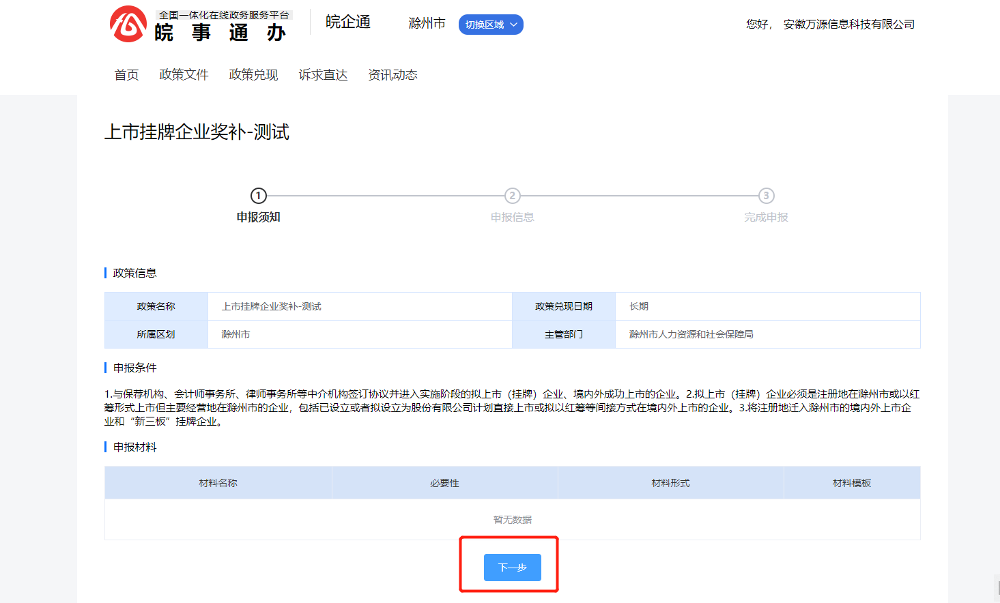 全国一体化在线政务服务平台
皖事通办
皖企通
滁州市
切换区域
您好， 安徽万源信息科技有限公司
首页 政策文件 政策兑现 诉求直达 资讯动态
上市挂牌企业奖补-测试
1 2 3
申报须知 申报信息 完成申报
政策信息
政策名称 上市挂牌企业奖补-测试 政策兑现日期 长期
所属区划 滁州市 主管部门 滁州市人力资源和社会保障局
申报条件
1.与保荐机构、会计师事务所、律师事务所等中介机构签订协议并进入实施阶段的拟上市（挂牌）企业、境内外成功上市的企业。2.拟上市（挂牌）企业必须是注册地在滁州市或以红
筹形式上市但主要经营地在滁州市的企业，包括已设立或者拟设立为股份有限公司计划直接上市或拟以红筹等间接方式在境内外上市的企业。3.将注册地迁入滁州市的境内外上市企
业和“新三板”挂牌企业。
申报材料
材料名称 必要性 材料形式 材料模板
暂无数据
下一步